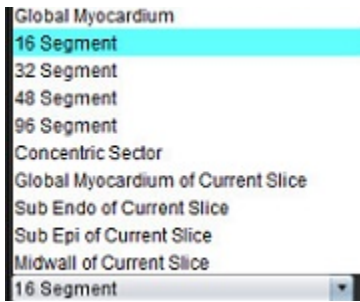 Global Myocardium
16 Segment
32 Segment
48 Segment
96 Segment
Concentric Sector
Global Myocardium of Current Slice
Sub Endo of Current Slice
Sub Epi of Current Slice
Midwall of Current Slice
16 Segment